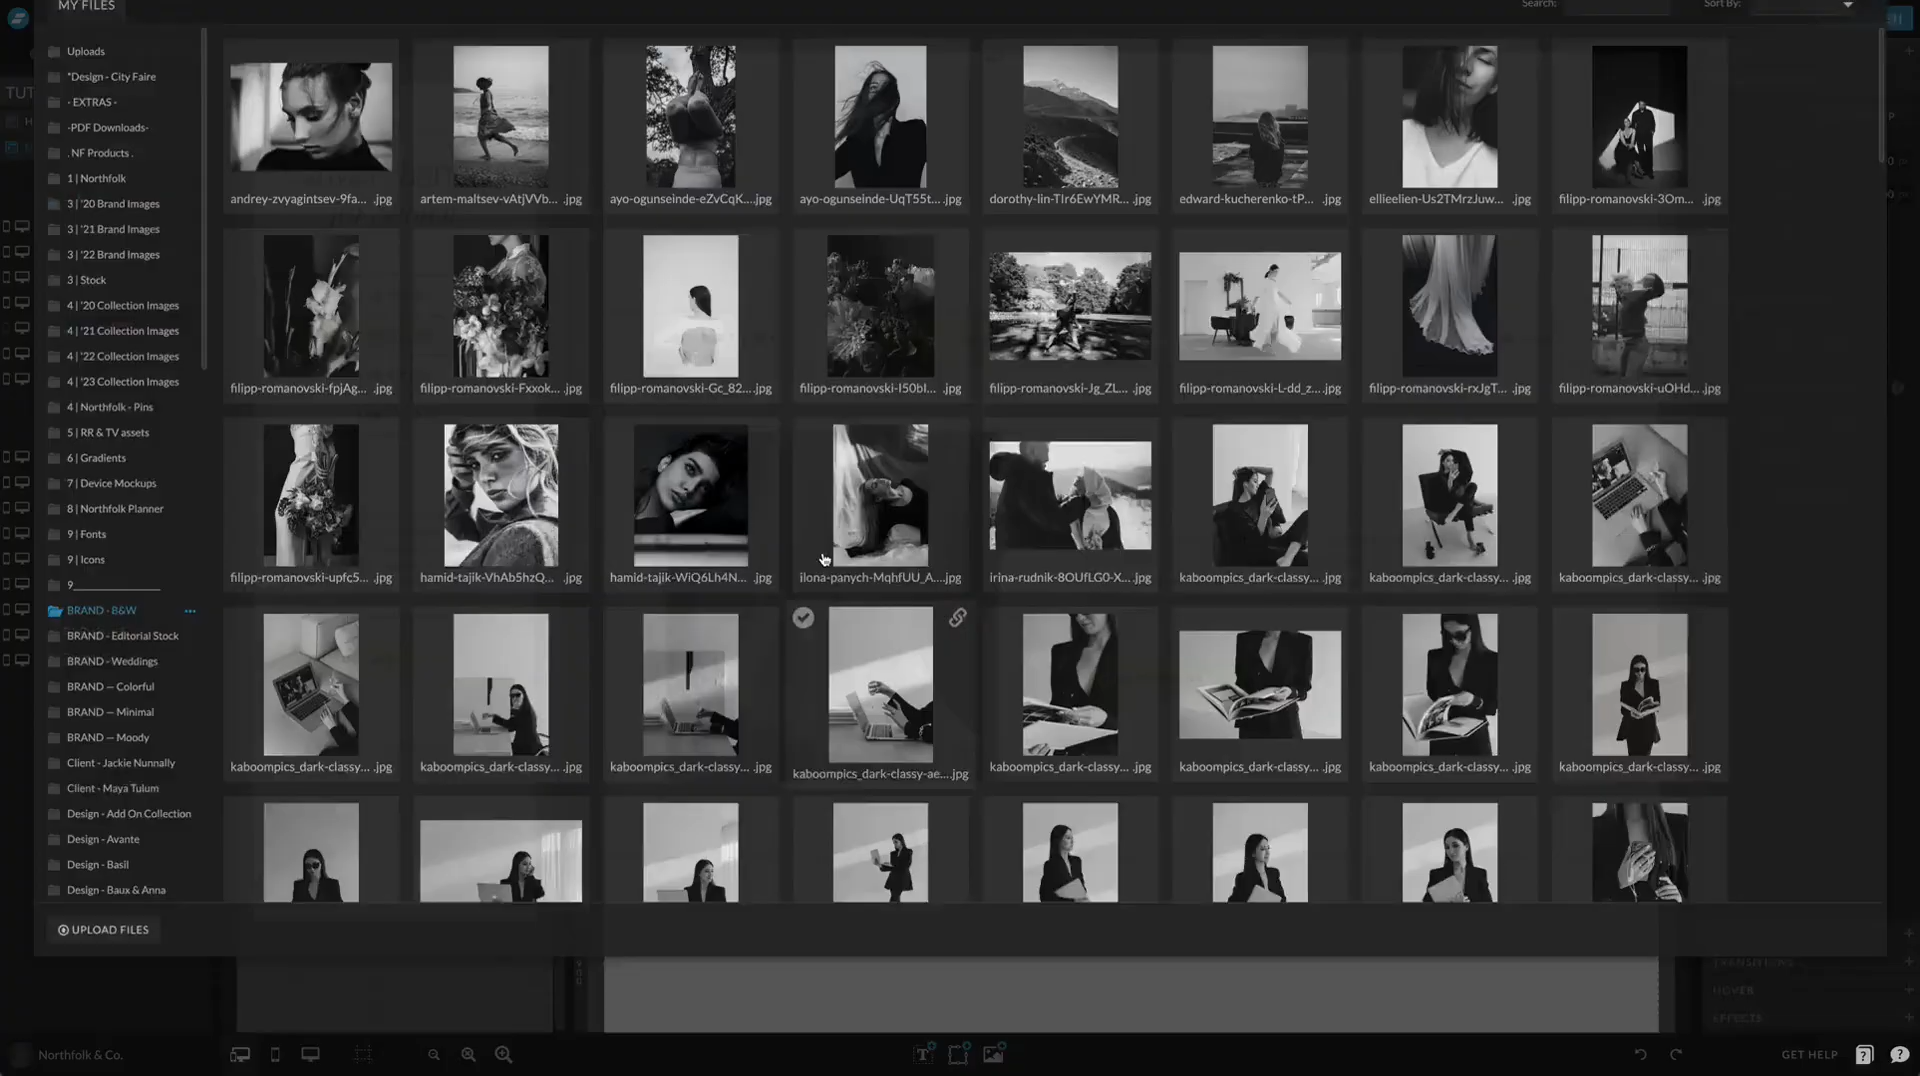 MY FILES
Search:
Sort By:
Uploads
*Design - City Faire
- EXTRAS -
-PDF Downloads-
. NF Products .
1 | Northfolk
3 | '20 Brand Images
3 | '21 Brand Images
3 | '22 Brand Images
3 | Stock
4 | '20 Collection Images
4 | '21 Collection Images
4 | '22 Collection Images
4 | '23 Collection Images
4 | Northfolk - Pins
5 | RR & TV assets
6 | Gradients
7 | Device Mockups
8 | Northfolk Planner
9 | Fonts
9 | Icons
9_______________
BRAND - B&W
BRAND - Editorial Stock
BRAND - Weddings
BRAND — Colorful
BRAND — Minimal
BRAND — Moody
Client - Jackie Nunnally
Client - Maya Tulum
Design - Add On Collection
Design - Avante
Design - Basil
Design - Baux & Anna
andrey-zvyagintsev-9fa... .jpg
artem-maltsev-vAtjVVb... .jpg
ayo-ogunseinde-eZvCqK... .jpg
ayo-ogunseinde-UqT55t... .jpg
dorothy-lin-TIr6EwYMR... .jpg
edward-kucherenko-tP... .jpg
ellieelien-Us2TMrzJuw... .jpg
filipp-romanovski-3Om... .jpg
filipp-romanovski-fpjAg... .jpg
filipp-romanovski-Fxxok... .jpg
filipp-romanovski-Gc_82... .jpg
filipp-romanovski-I50bI... .jpg
filipp-romanovski-Jg_ZL... .jpg
filipp-romanovski-L-dd_z... .jpg
filipp-romanovski-rxJgT... .jpg
filipp-romanovski-uOHd... .jpg
filipp-romanovski-upfc5... .jpg
hamid-tajik-VhAb5hzQ... .jpg
hamid-tajik-WiQ6Lh4N... .jpg
ilona-panych-MqhfUU_A... .jpg
irina-rudnik-8OUfLG0-X... .jpg
kaboompics_dark-classy... .jpg
kaboompics_dark-classy... .jpg
kaboompics_dark-classy... .jpg
kaboompics_dark-classy... .jpg
kaboompics_dark-classy... .jpg
kaboompics_dark-classy... .jpg
kaboompics_dark-classy-ae... .jpg
kaboompics_dark-classy... .jpg
kaboompics_dark-classy... .jpg
kaboompics_dark-classy... .jpg
kaboompics_dark-classy... .jpg
UPLOAD FILES
TRANSITIONS
HOVER
EFFECTS
Northfolk & Co.
GET HELP